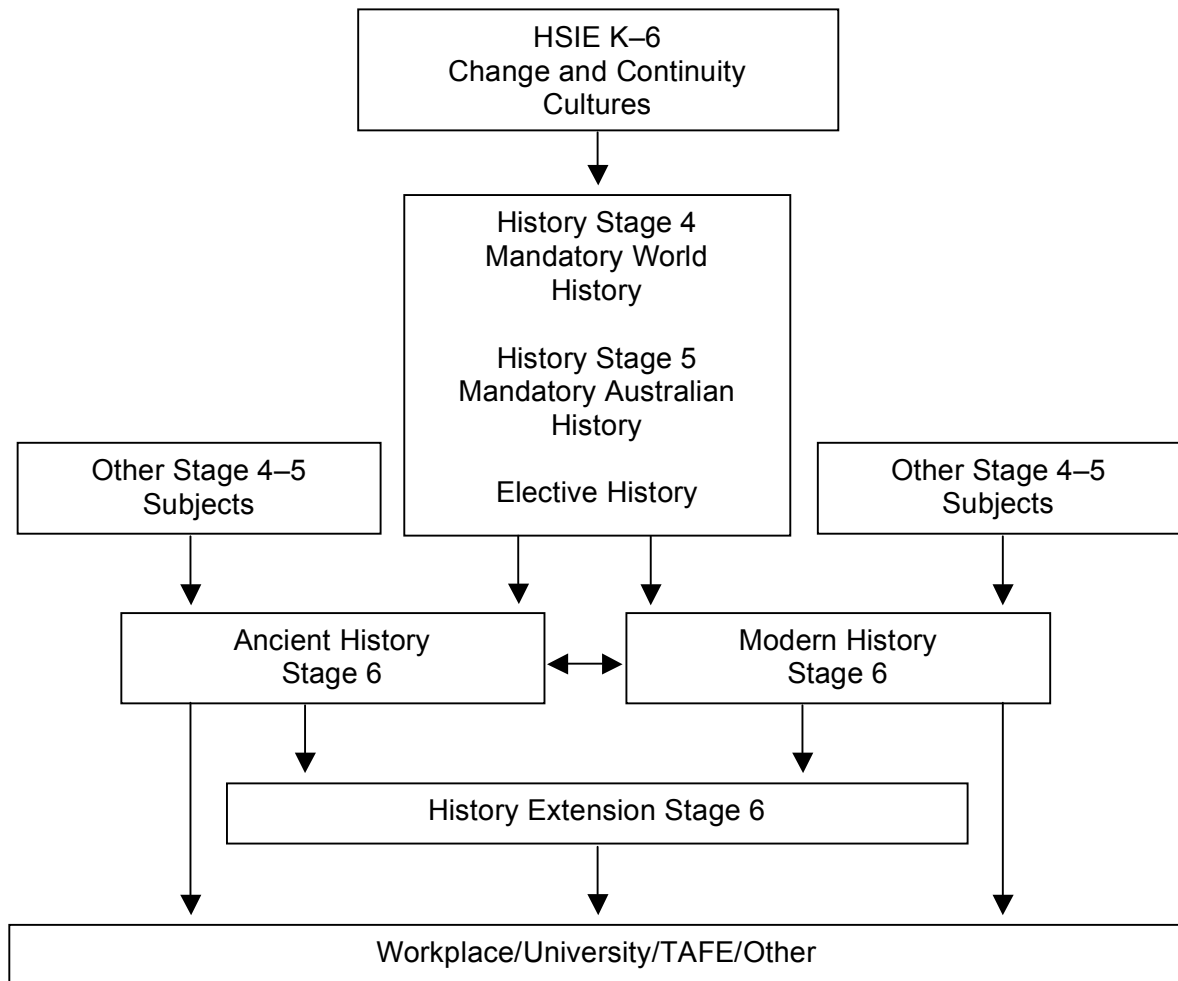 HSIE K–6
Change and Continuity
Cultures
History Stage 4
Mandatory World
History
History Stage 5
Mandatory Australian
History
Elective History
Other Stage 4–5
Subjects
Other Stage 4–5
Subjects
Ancient History
Stage 6
Modern History
Stage 6
History Extension Stage 6
Workplace/University/TAFE/Other